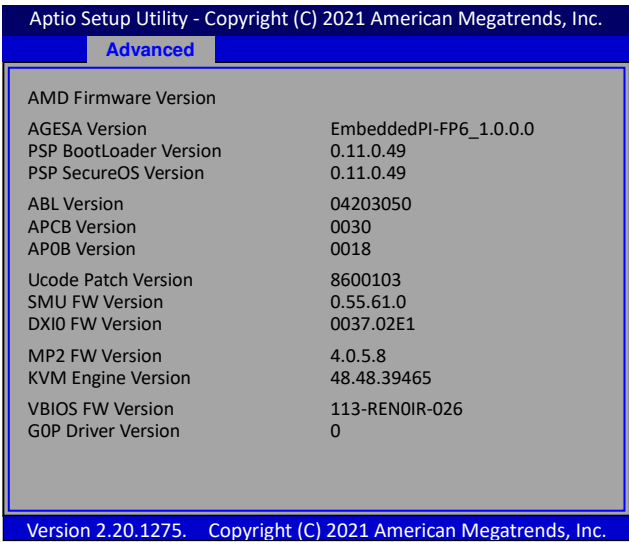 Aptio Setup Utility - Copyright (C) 2021 American Megatrends, Inc.
Advanced
AMD Firmware Version
AGESA Version EmbeddedPI-FP6_1.0.0.0
PSP BootLoader Version 0.11.0.49
PSP SecureOS Version 0.11.0.49
ABL Version 04203050
APCB Version 0030
AP0B Version 0018
Ucode Patch Version 8600103
SMU FW Version 0.55.61.0
DXI0 FW Version 0037.02E1
MP2 FW Version 4.0.5.8
KVM Engine Version 48.48.39465
VBIOS FW Version 113-REN0IR-026
G0P Driver Version 0
Version 2.20.1275. Copyright (C) 2021 American Megatrends, Inc.